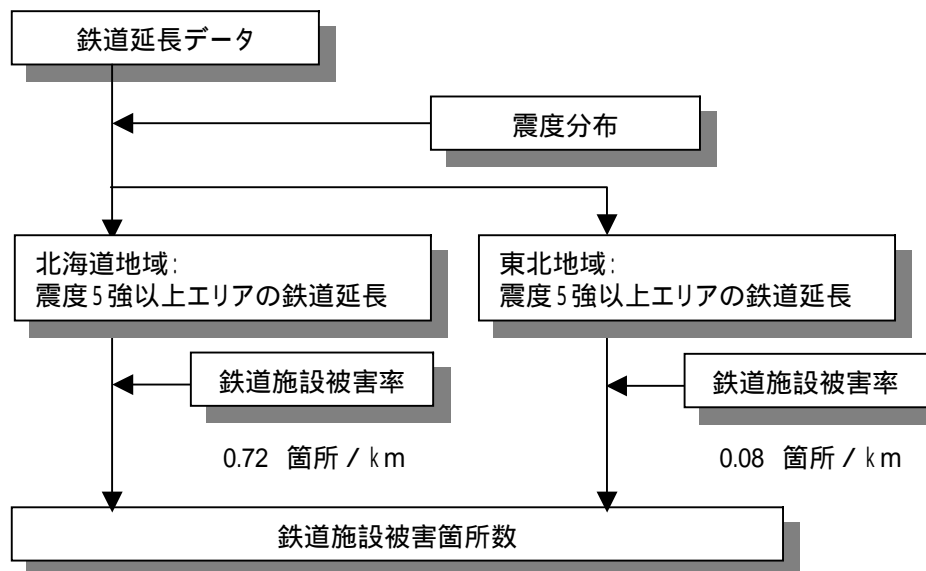 鉄道延長データ
震度分布
北海道地域:
震度5強以上エリアの鉄道延長
東北地域:
震度5強以上エリアの鉄道延長
鉄道施設被害率
鉄道施設被害率
0.72 箇所/km
0.08 箇所/km
鉄道施設被害箇所数